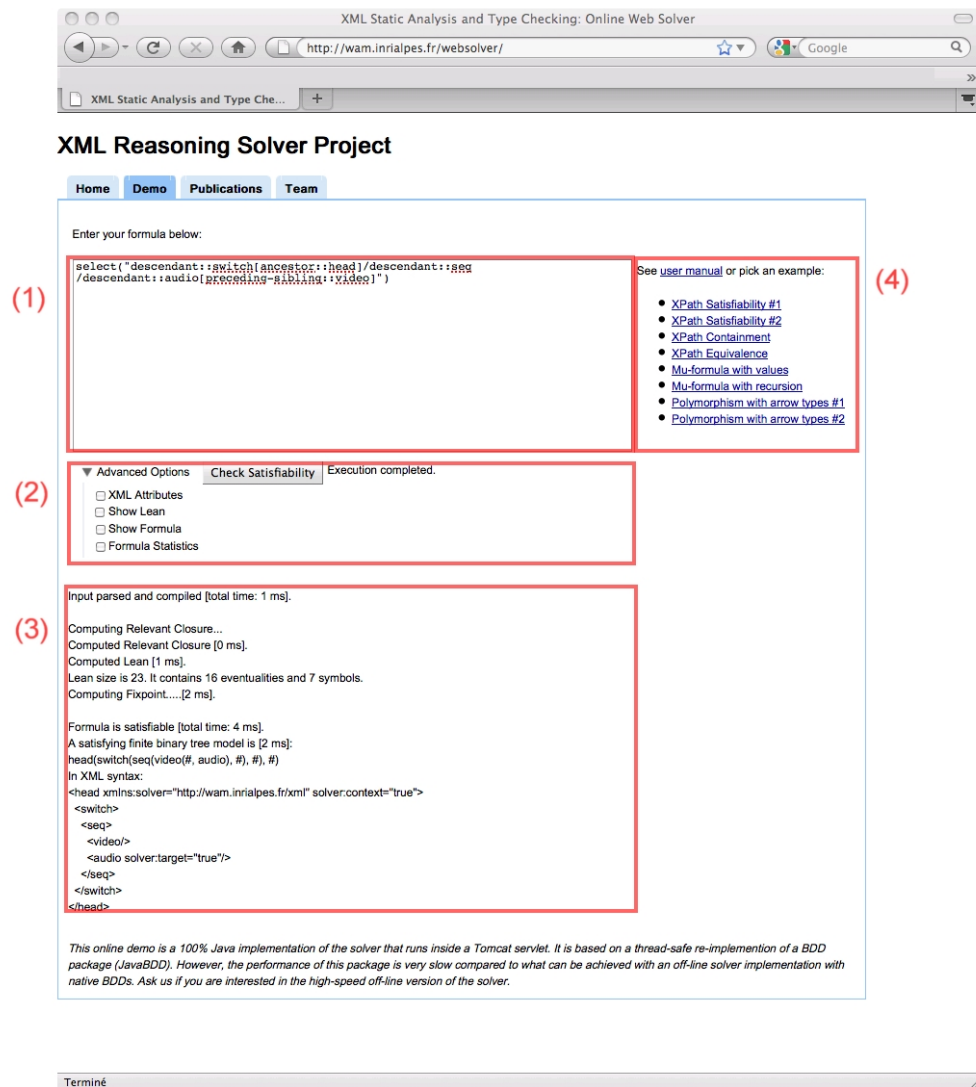 XML Static Analysis and Type Checking: Online Web Solver
http://wam.inrialpes.fr/websolver/
Google
XML Static Analysis and Type Che...
XML Reasoning Solver Project
Home Demo Publications Team
Enter your formula below:
(1)
select("descendant::switch[ancestor::head]/descendant::seq
/descendant::audio[preceding-sibling::video]")
See user manual or pick an example:
(4)
XPath Satisfiability #1
XPath Satisfiability #2
XPath Containment
XPath Equivalence
Mu-formula with values
Mu-formula with recursion
Polymorphism with arrow types #1
Polymorphism with arrow types #2
(2)
▼ Advanced Options Check Satisfiability Execution completed.
XML Attributes
Show Lean
Show Formula
Formula Statistics
(3)
Input parsed and compiled [total time: 1 ms].
Computing Relevant Closure...
Computed Relevant Closure [0 ms].
Computed Lean [1 ms].
Lean size is 23. It contains 16 eventualities and 7 symbols.
Computing Fixpoint.....[2 ms].
Formula is satisfiable [total time: 4 ms].
A satisfying finite binary tree model is [2 ms]:
head(switch(seq(video(#, audio), #), #), #)
In XML syntax:
<head xmlns:solver="http://wam.inrialpes.fr/xml" solver:context="true">
<switch>
<seq>
<video/>
<audio solver:target="true"/>
</seq>
</switch>
</head>
This online demo is a 100% Java implementation of the solver that runs inside a Tomcat servlet. It is based on a thread-safe re-implemention of a BDD
package (JavaBDD). However, the performance of this package is very slow compared to what can be achieved with an off-line solver implementation with
native BDDs. Ask us if you are interested in the high-speed off-line version of the solver.
Terminé